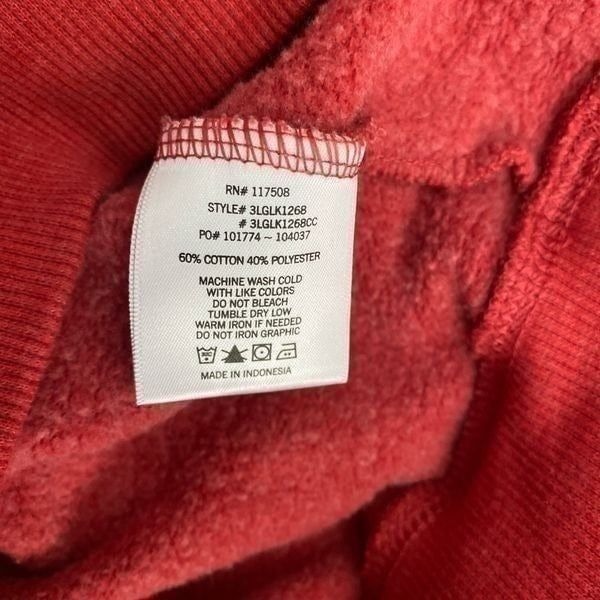 RN# 117508
STYLE# 3LGLK1268
# 3LGLK1268CC
PO# 101774 ~ 104037
60% COTTON 40% POLYESTER
MACHINE WASH COLD
WITH LIKE COLORS
DO NOT BLEACH
TUMBLE DRY LOW
WARM IRON IF NEEDED
DO NOT IRON GRAPHIC
MADE IN INDONESIA